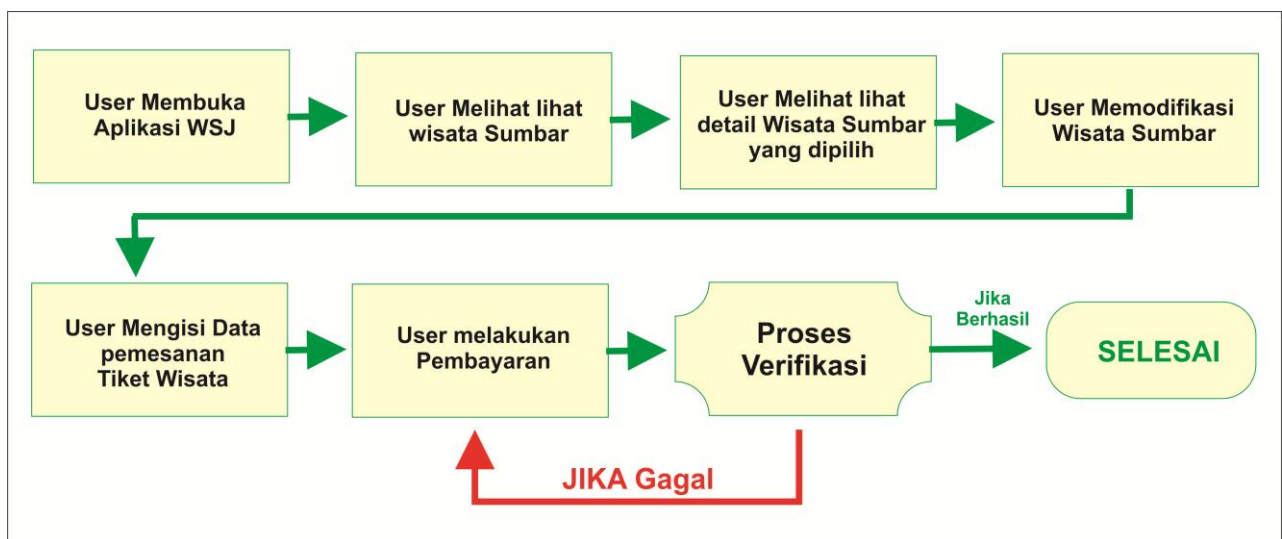 User Membuka
Aplikasi WSJ
User Melihat lihat
wisata Sumbar
User Melihat lihat
detail Wisata Sumbar
yang dipilih
User Memodifikasi
Wisata Sumbar
User Mengisi Data
pemesanan
Tiket Wisata
User melakukan
Pembayaran
Proses
Verifikasi
Jika
Berhasil
SELESAI
JIKA Gagal